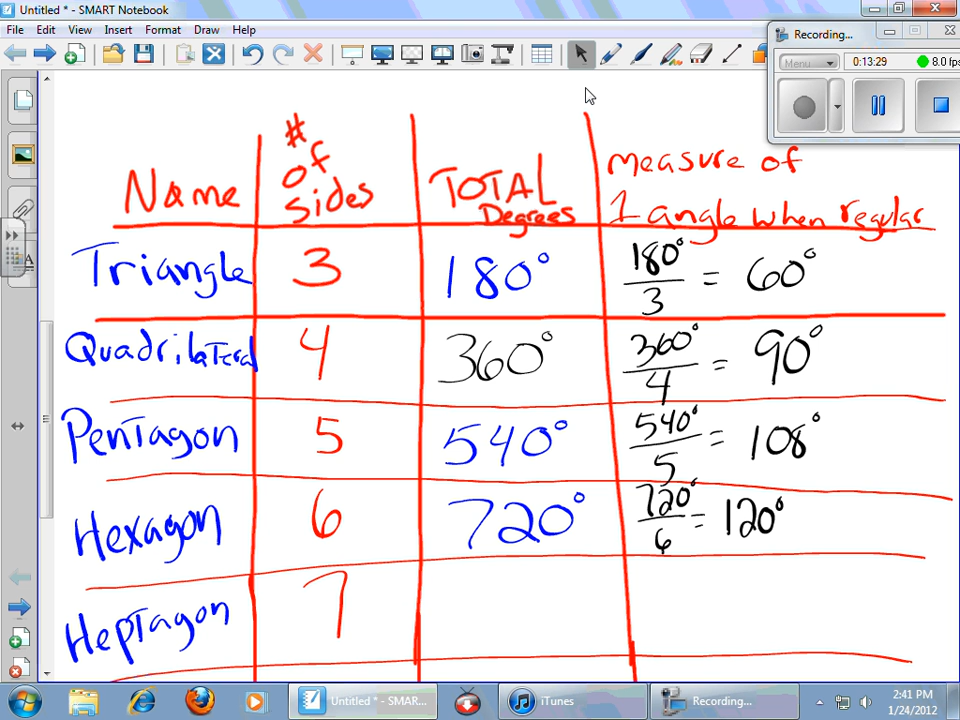 Untitled * - SMART Notebook
File Edit View Insert Format Draw Help
Recording...
Menu 0:13:29 8.0 fps
Name # of sides TOTAL Degrees measure of 1 angle when regular
Triangle 3 180° 180°/3 = 60°
Quadrilateral 4 360° 360°/4 = 90°
Pentagon 5 540° 540°/5 = 108°
Hexagon 6 720° 720°/6 = 120°
Heptagon 7
Untitled * - SMAR... iTunes Recording... 2:41 PM
1/24/2012